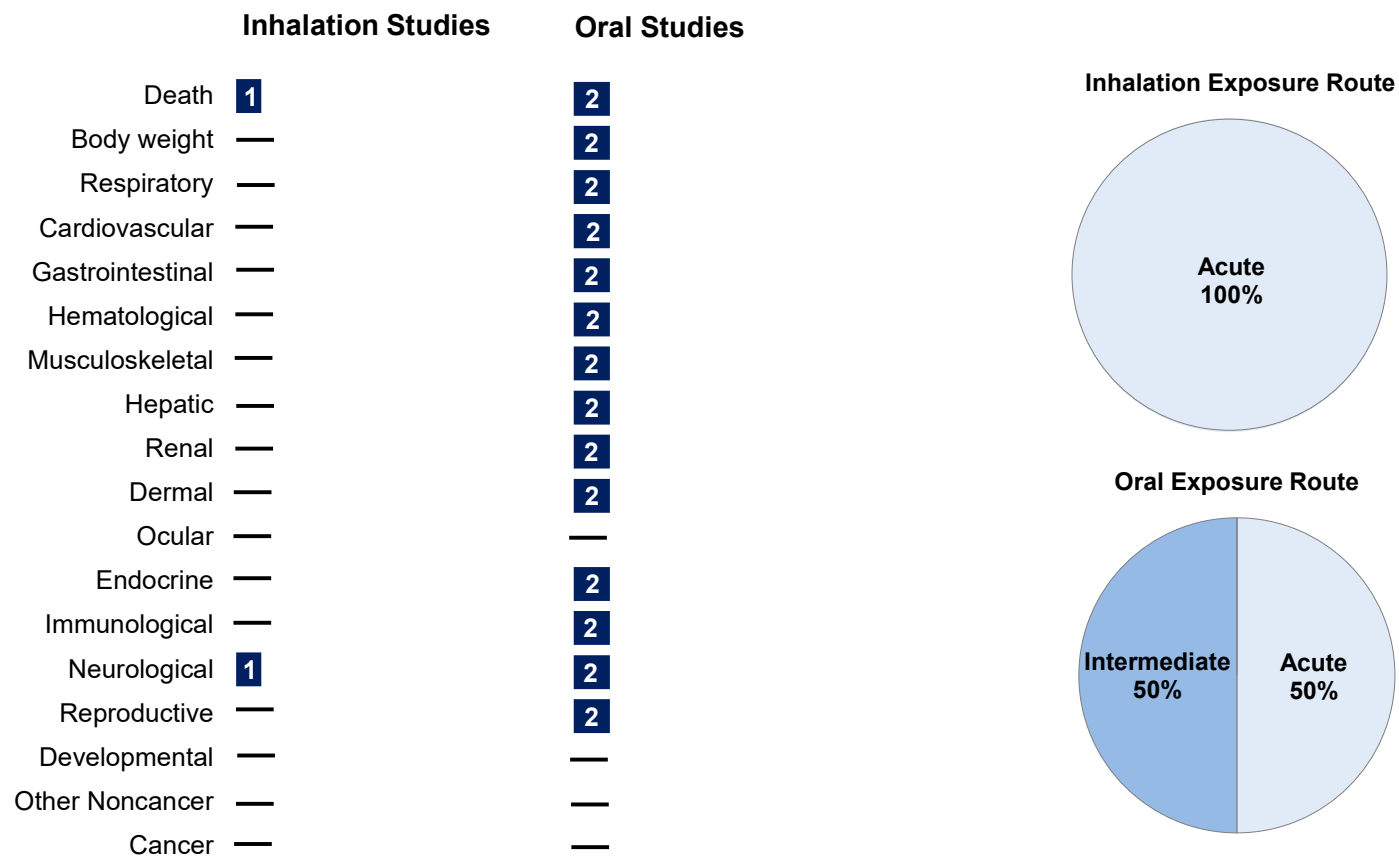 Inhalation Studies Oral Studies
Death 1 2
Body weight — 2
Respiratory — 2
Cardiovascular — 2
Gastrointestinal — 2
Hematological — 2
Musculoskeletal — 2
Hepatic — 2
Renal — 2
Dermal — 2
Ocular — —
Endocrine — 2
Immunological — 2
Neurological 1 2
Reproductive — 2
Developmental — —
Other Noncancer — —
Cancer — —
Inhalation Exposure Route
Acute
100%
Oral Exposure Route
Intermediate
50%
Acute
50%